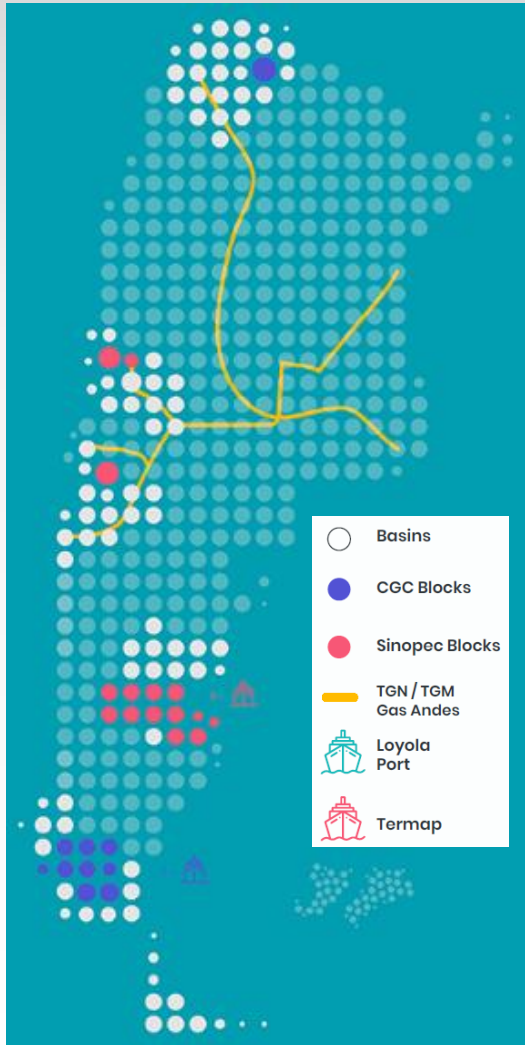 Basins
CGC Blocks
Sinopec Blocks
TGN / TGM
Gas Andes
Loyola
Port
Termap